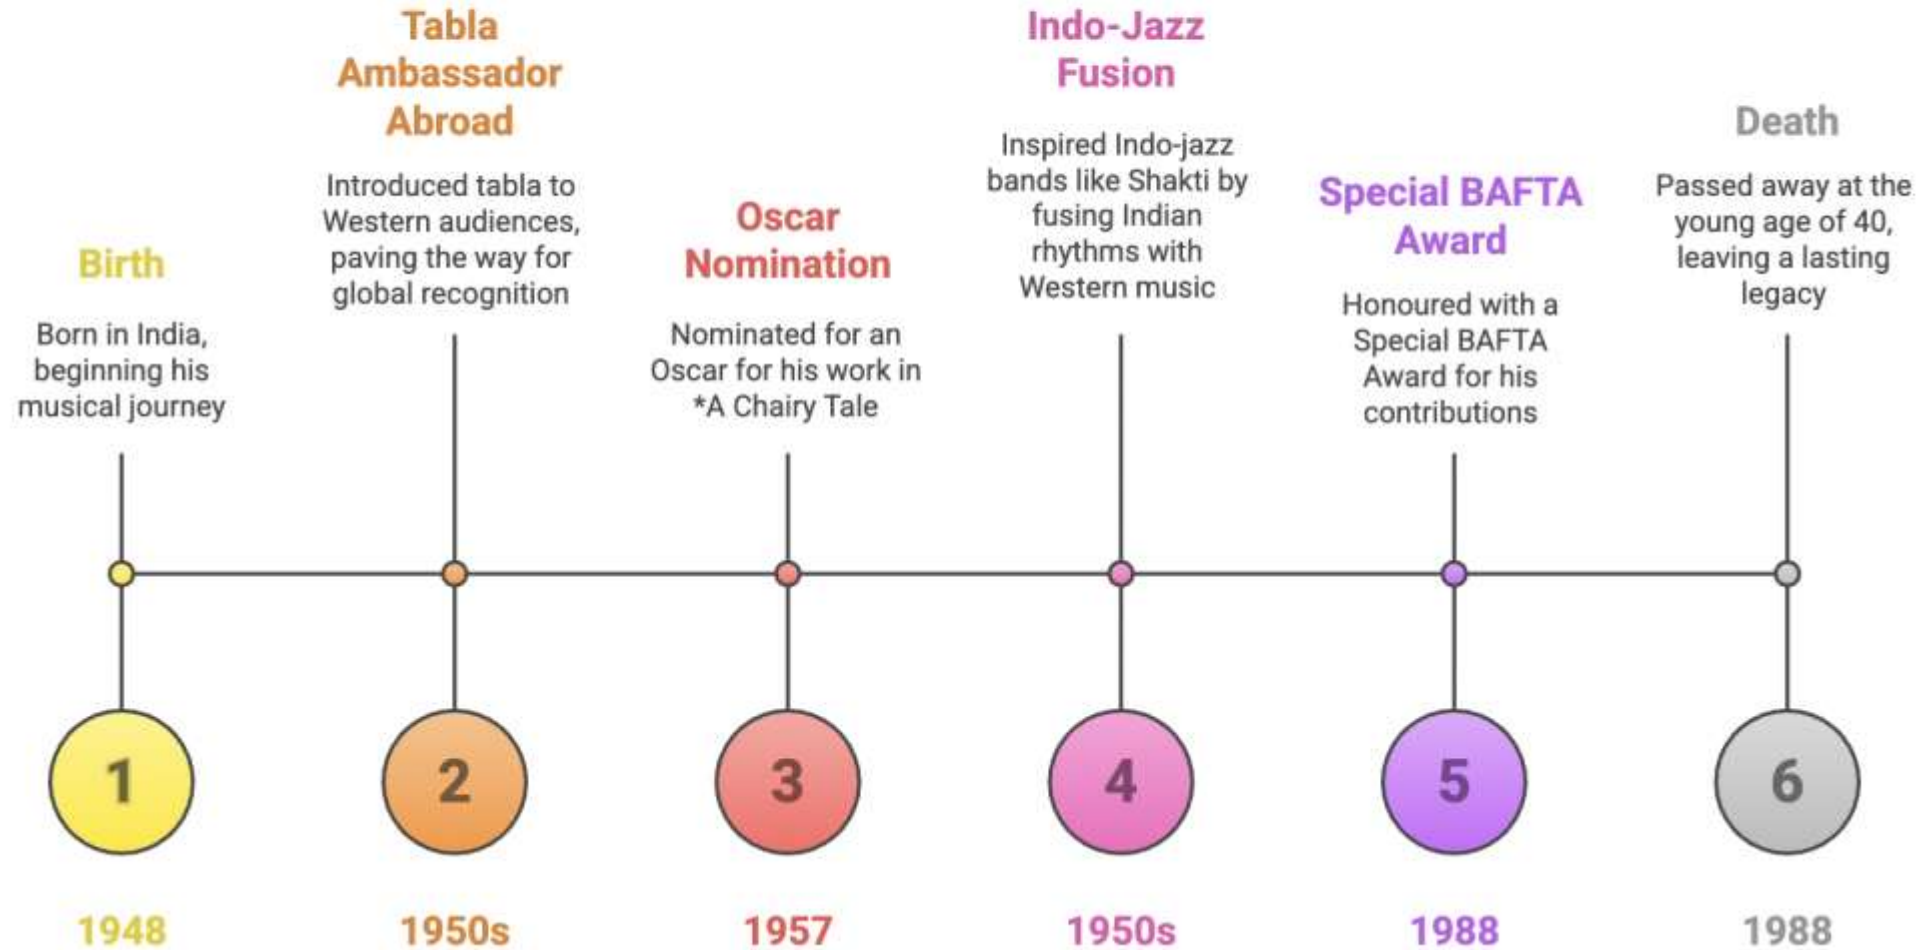 Birth
Born in India,
beginning his
musical journey
1
1948
Tabla
Ambassador
Abroad
Introduced tabla to
Western audiences,
paving the way for
global recognition
2
1950s
Oscar
Nomination
Nominated for an
Oscar for his work in
*A Chairy Tale
3
1957
Indo-Jazz
Fusion
Inspired Indo-jazz
bands like Shakti by
fusing Indian
rhythms with
Western music
4
1950s
Special BAFTA
Award
Honoured with a
Special BAFTA
Award for his
contributions
5
1988
Death
Passed away at the
young age of 40,
leaving a lasting
legacy
6
1988